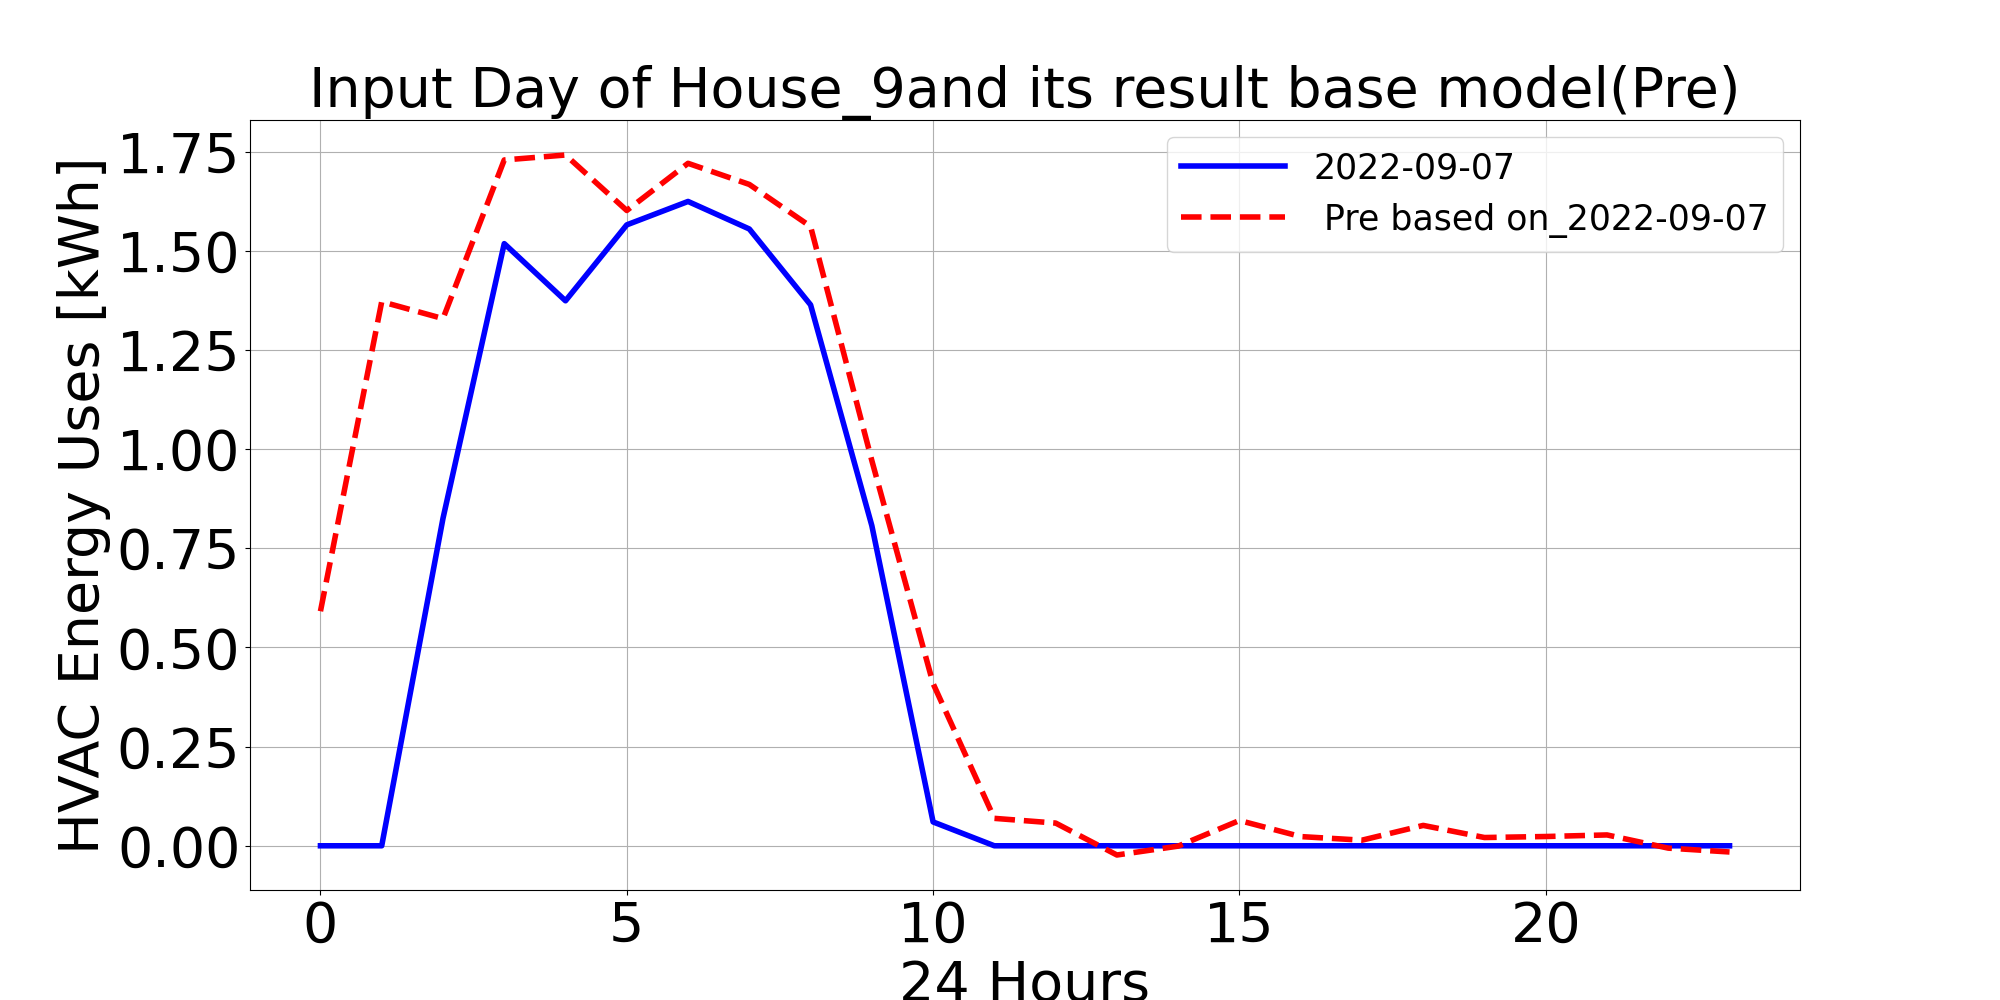 Input Day of House_9and its result base model(Pre)
2022-09-07
Pre based on_2022-09-07
HVAC Energy Uses [kWh]
1.75
1.50
1.25
1.00
0.75
0.50
0.25
0.00
0 5 10 15 20
24 Hours